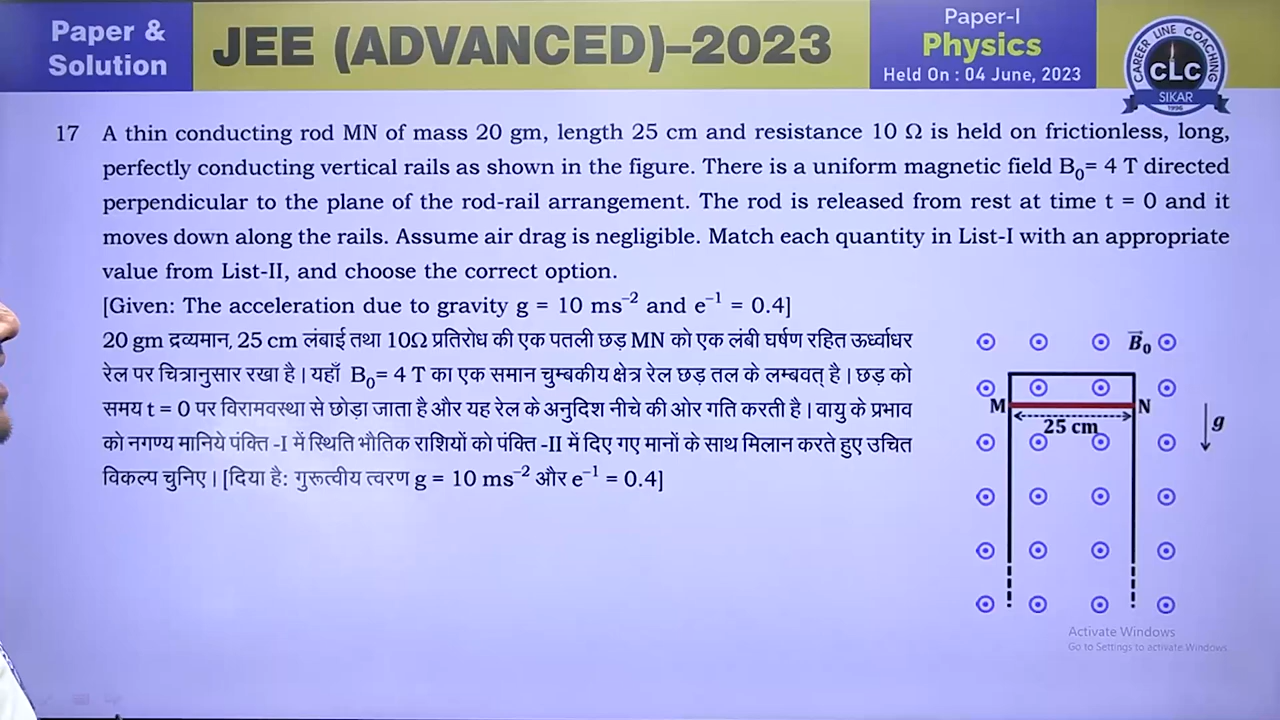 Paper &
Solution
JEE (ADVANCED)–2023
Paper-I
Physics
Held On : 04 June, 2023
CAREER LINE COACHING
CLC
SIKAR
1996
17 A thin conducting rod MN of mass 20 gm, length 25 cm and resistance 10 Ω is held on frictionless, long,
perfectly conducting vertical rails as shown in the figure. There is a uniform magnetic field B₀= 4 T directed
perpendicular to the plane of the rod-rail arrangement. The rod is released from rest at time t = 0 and it
moves down along the rails. Assume air drag is negligible. Match each quantity in List-I with an appropriate
value from List-II, and choose the correct option.
[Given: The acceleration due to gravity g = 10 ms⁻² and e⁻¹ = 0.4]
20 gm द्रव्यमान, 25 cm लंबाई तथा 10Ω प्रतिरोध की एक पतली छड़ MN को एक लंबी घर्षण रहित ऊर्ध्वाधर
रेल पर चित्रानुसार रखा है। यहाँ B₀= 4 T का एक समान चुम्बकीय क्षेत्र रेल छड़ तल के लम्बवत् है। छड़ को
समय t = 0 पर विरामवस्था से छोड़ा जाता है और यह रेल के अनुदिश नीचे की ओर गति करती है। वायु के प्रभाव
को नगण्य मानिये पंक्ति -I में स्थिति भौतिक राशियों को पंक्ति -II में दिए गए मानों के साथ मिलान करते हुए उचित
विकल्प चुनिए। [दिया है: गुरूत्वीय त्वरण g = 10 ms⁻² और e⁻¹ = 0.4]
B⃗₀
M N
25 cm
g
Activate Windows
Go to Settings to activate Windows.